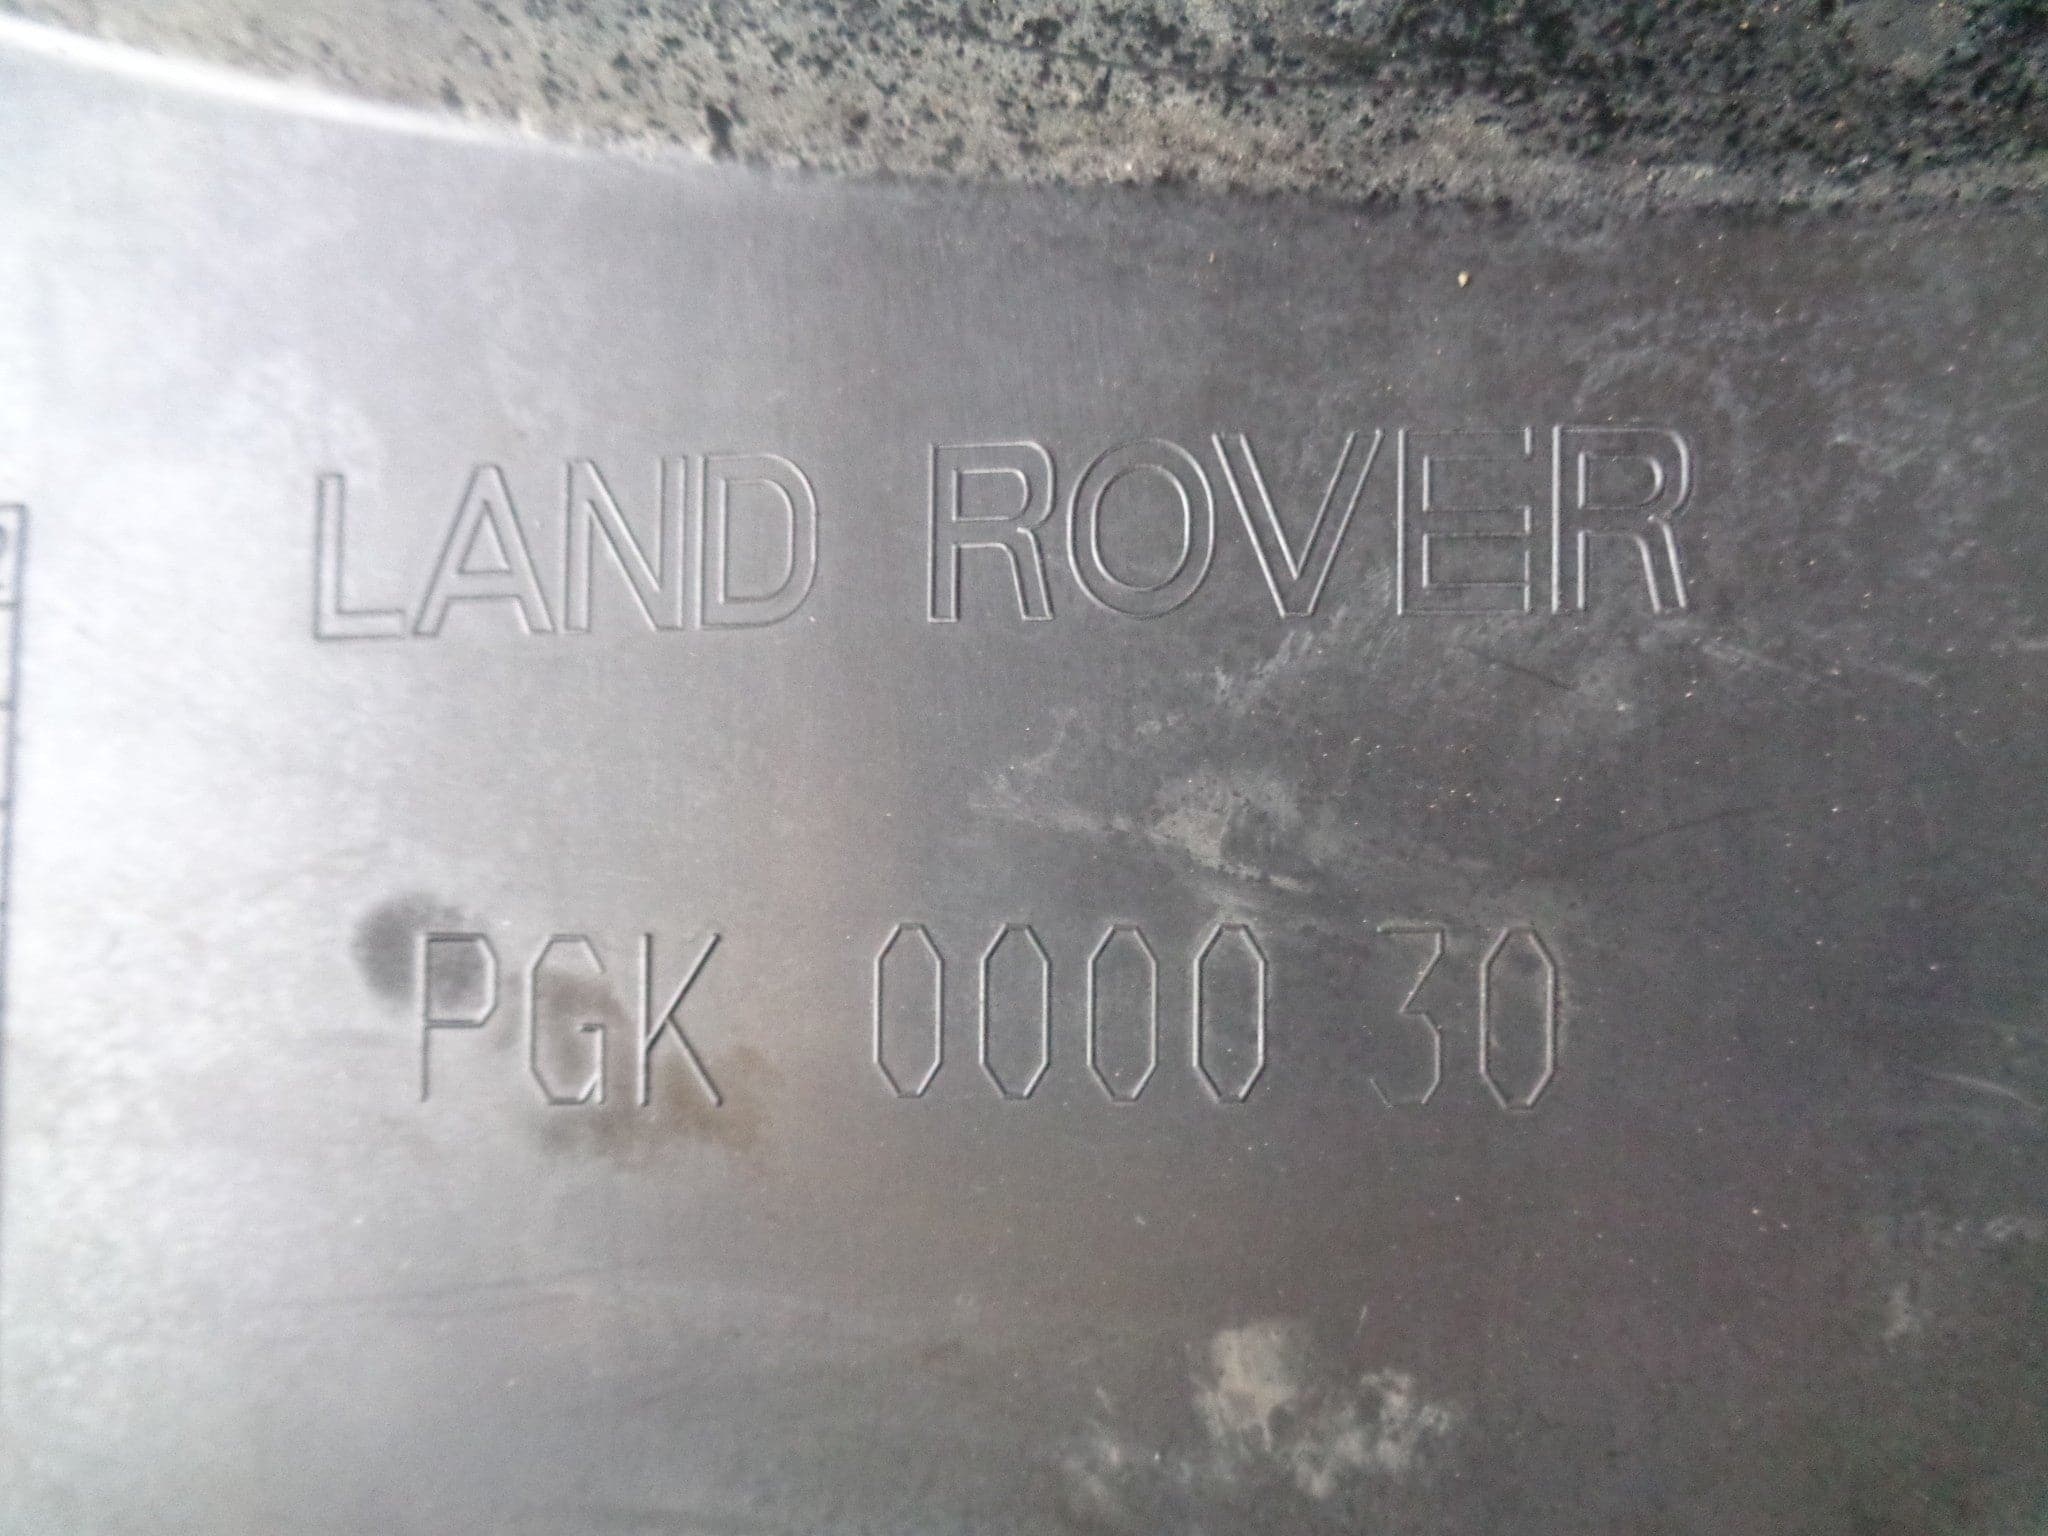 LAND ROVER
PGK 0000 30